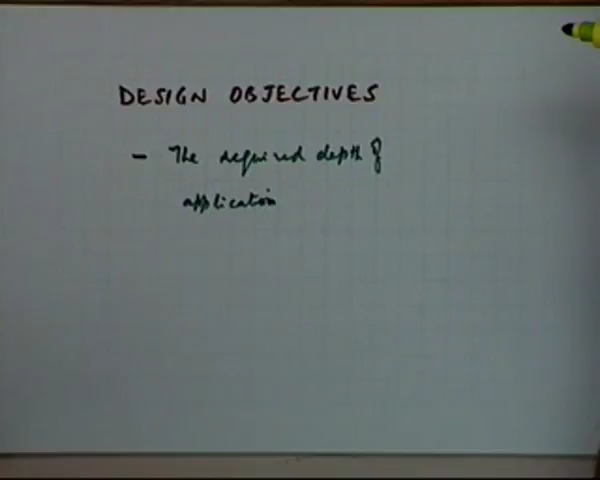 DESIGN OBJECTIVES
- The required depth of
application